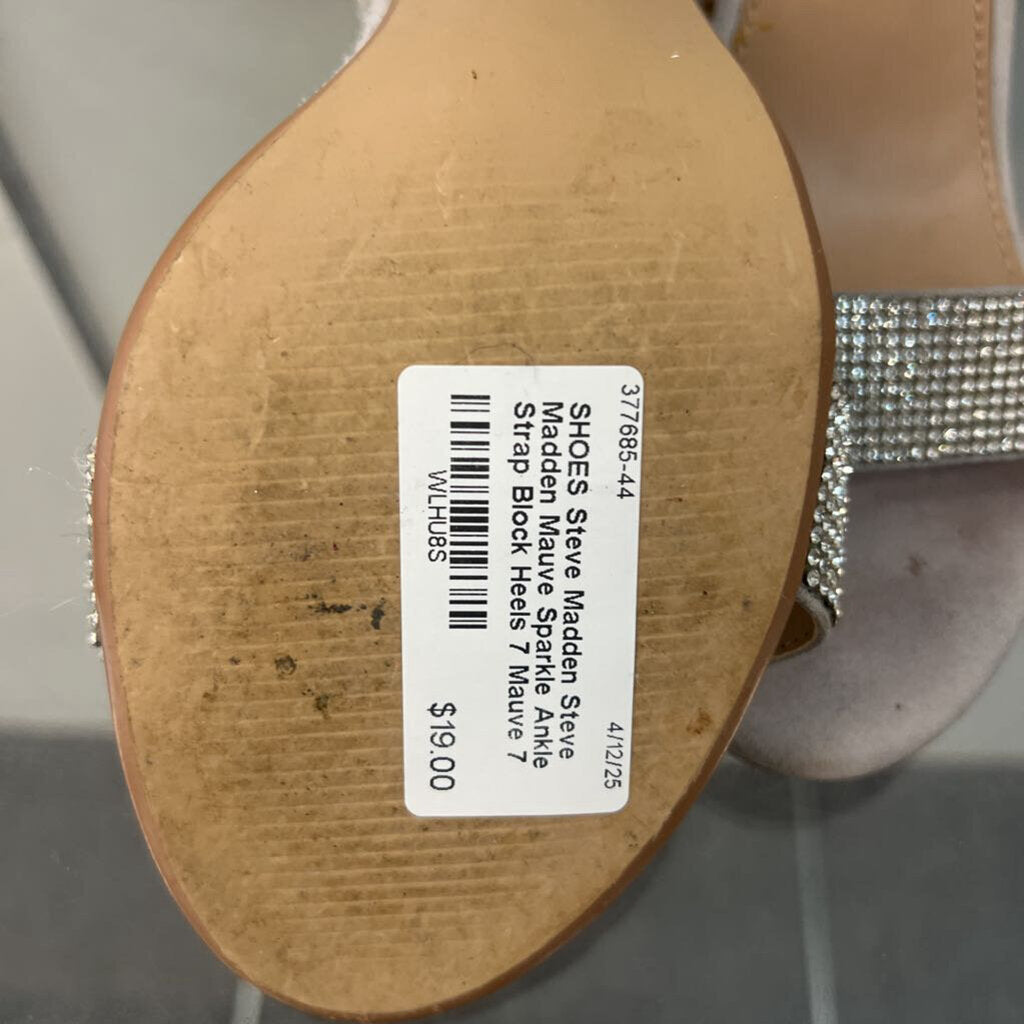 377685-44 4/12/25
SHOES Steve Madden Steve
Madden Mauve Sparkle Ankle
Strap Block Heels 7 Mauve 7
WLHU8S
$19.00